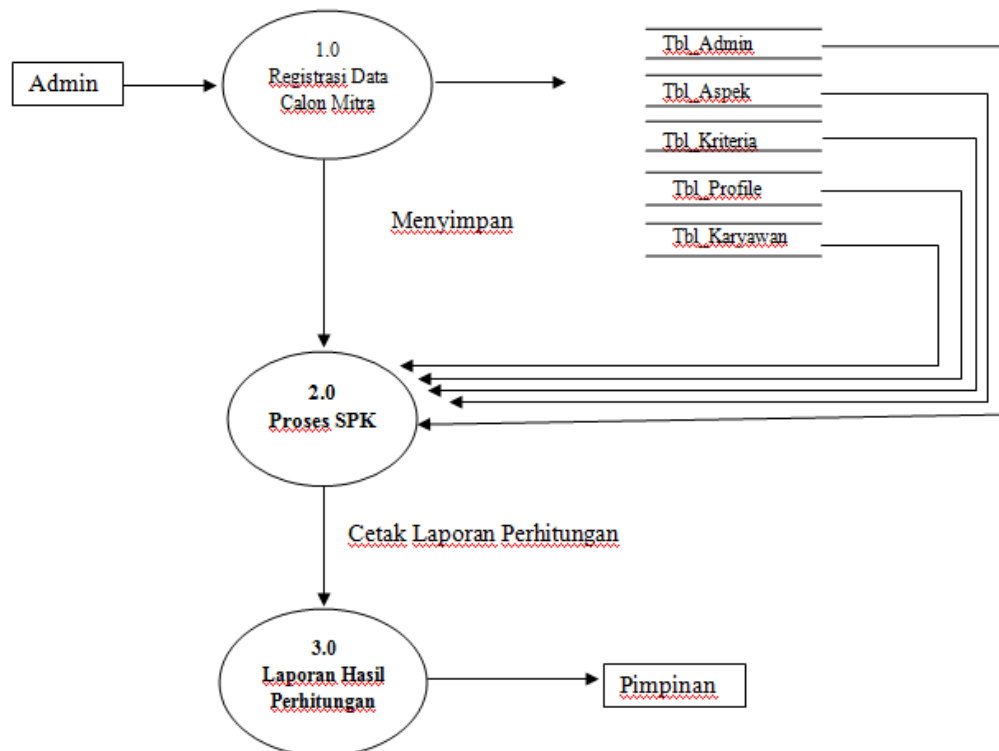 Admin
1.0
Registrasi Data
Calon Mitra
Tbl_Admin
Tbl_Aspek
Tbl_Kriteria
Tbl_Profile
Tbl_Karyawan
Menyimpan
2.0
Proses SPK
Cetak Laporan Perhitungan
3.0
Laporan Hasil
Perhitungan
Pimpinan